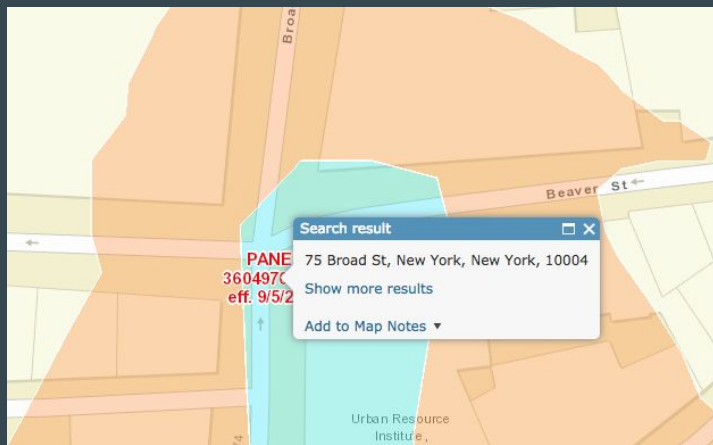 Broa
Beaver St
Search result
75 Broad St, New York, New York, 10004
Show more results
Add to Map Notes
PANE
360497
eff. 9/5/2
Urban Resource
Institute,